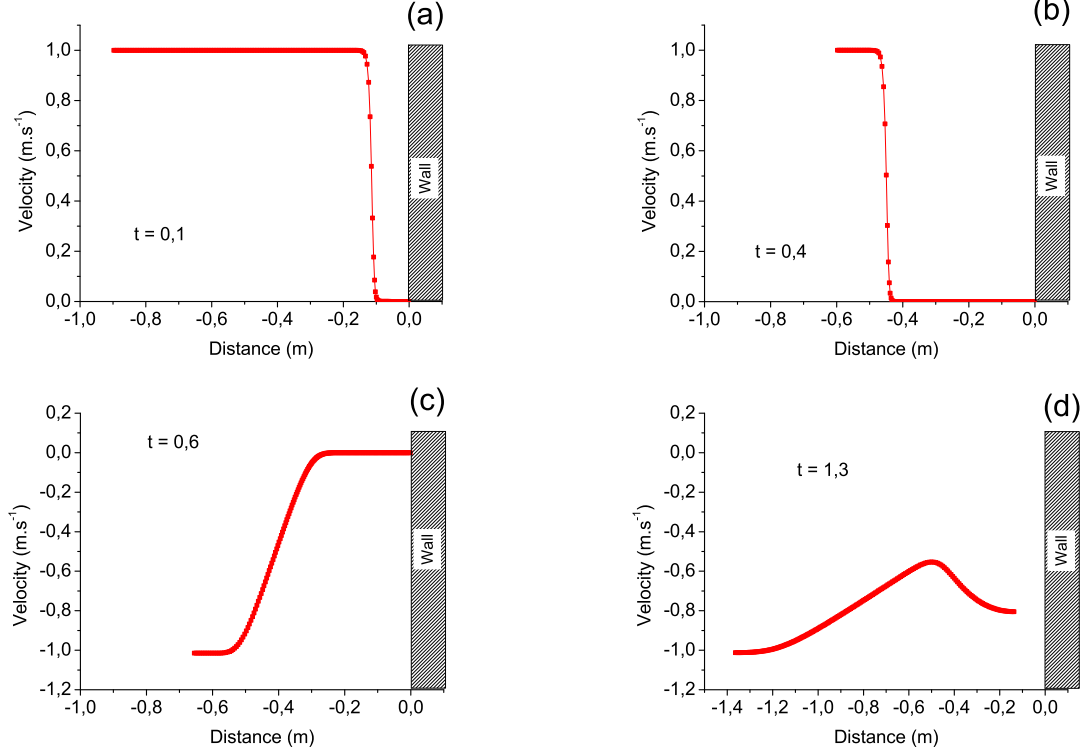 (a)
1,0
0,8
0,6
0,4
0,2
0,0
Velocity (m.s-1)
t = 0,1
Wall
-1,0 -0,8 -0,6 -0,4 -0,2 0,0
Distance (m)
(b)
1,0
0,8
0,6
0,4
0,2
0,0
Velocity (m.s-1)
t = 0,4
Wall
-1,0 -0,8 -0,6 -0,4 -0,2 0,0
Distance (m)
(c)
0,2
0,0
-0,2
-0,4
-0,6
-0,8
-1,0
-1,2
Velocity (m.s-1)
t = 0,6
Wall
-1,0 -0,8 -0,6 -0,4 -0,2 0,0
Distance (m)
(d)
0,2
0,0
-0,2
-0,4
-0,6
-0,8
-1,0
-1,2
Velocity (m.s-1)
t = 1,3
Wall
-1,4 -1,2 -1,0 -0,8 -0,6 -0,4 -0,2 0,0
Distance (m)